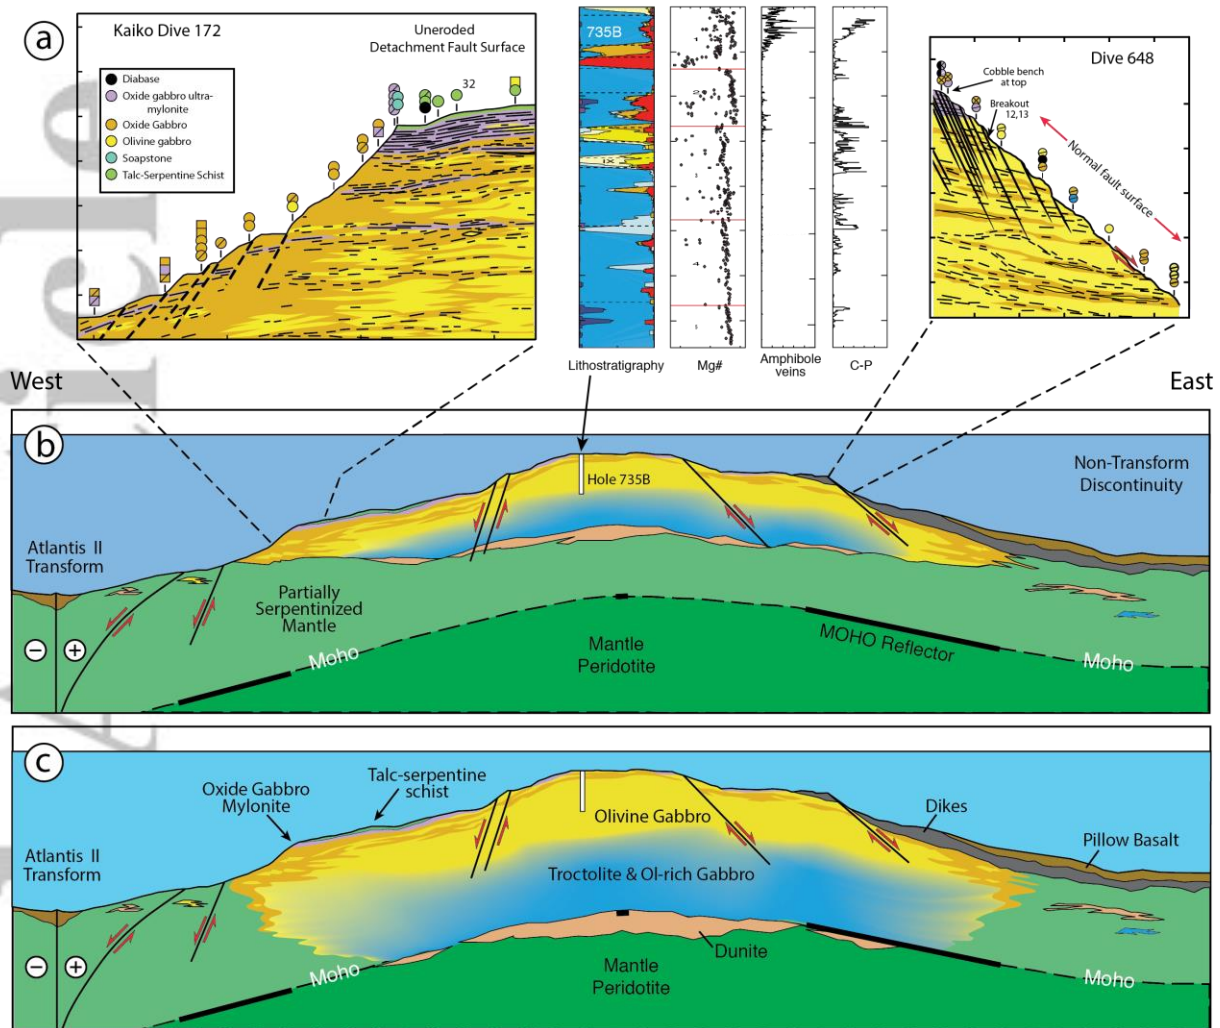 a
Kaiko Dive 172
Uneroded
Detachment Fault Surface
Diabase
Oxide gabbro ultra-
mylonite
Oxide Gabbro
Olivine gabbro
Soapstone
Talc-Serpentine Schist
32
735B
IX
Lithostratigraphy
Mg#
Amphibole
veins
C-P
Dive 648
Cobble bench
at top
Breakout
12,13
Normal fault surface
West
East
b
Hole 735B
Non-Transform
Discontinuity
Atlantis II
Transform
Partially
Serpentinized
Mantle
Moho
Mantle
Peridotite
MOHO Reflector
Moho
− +
c
Oxide Gabbro
Mylonite
Talc-serpentine
schist
Olivine Gabbro
Dikes
Pillow Basalt
Atlantis II
Transform
Troctolite & Ol-rich Gabbro
Dunite
− +
Moho
Mantle
Peridotite
Moho